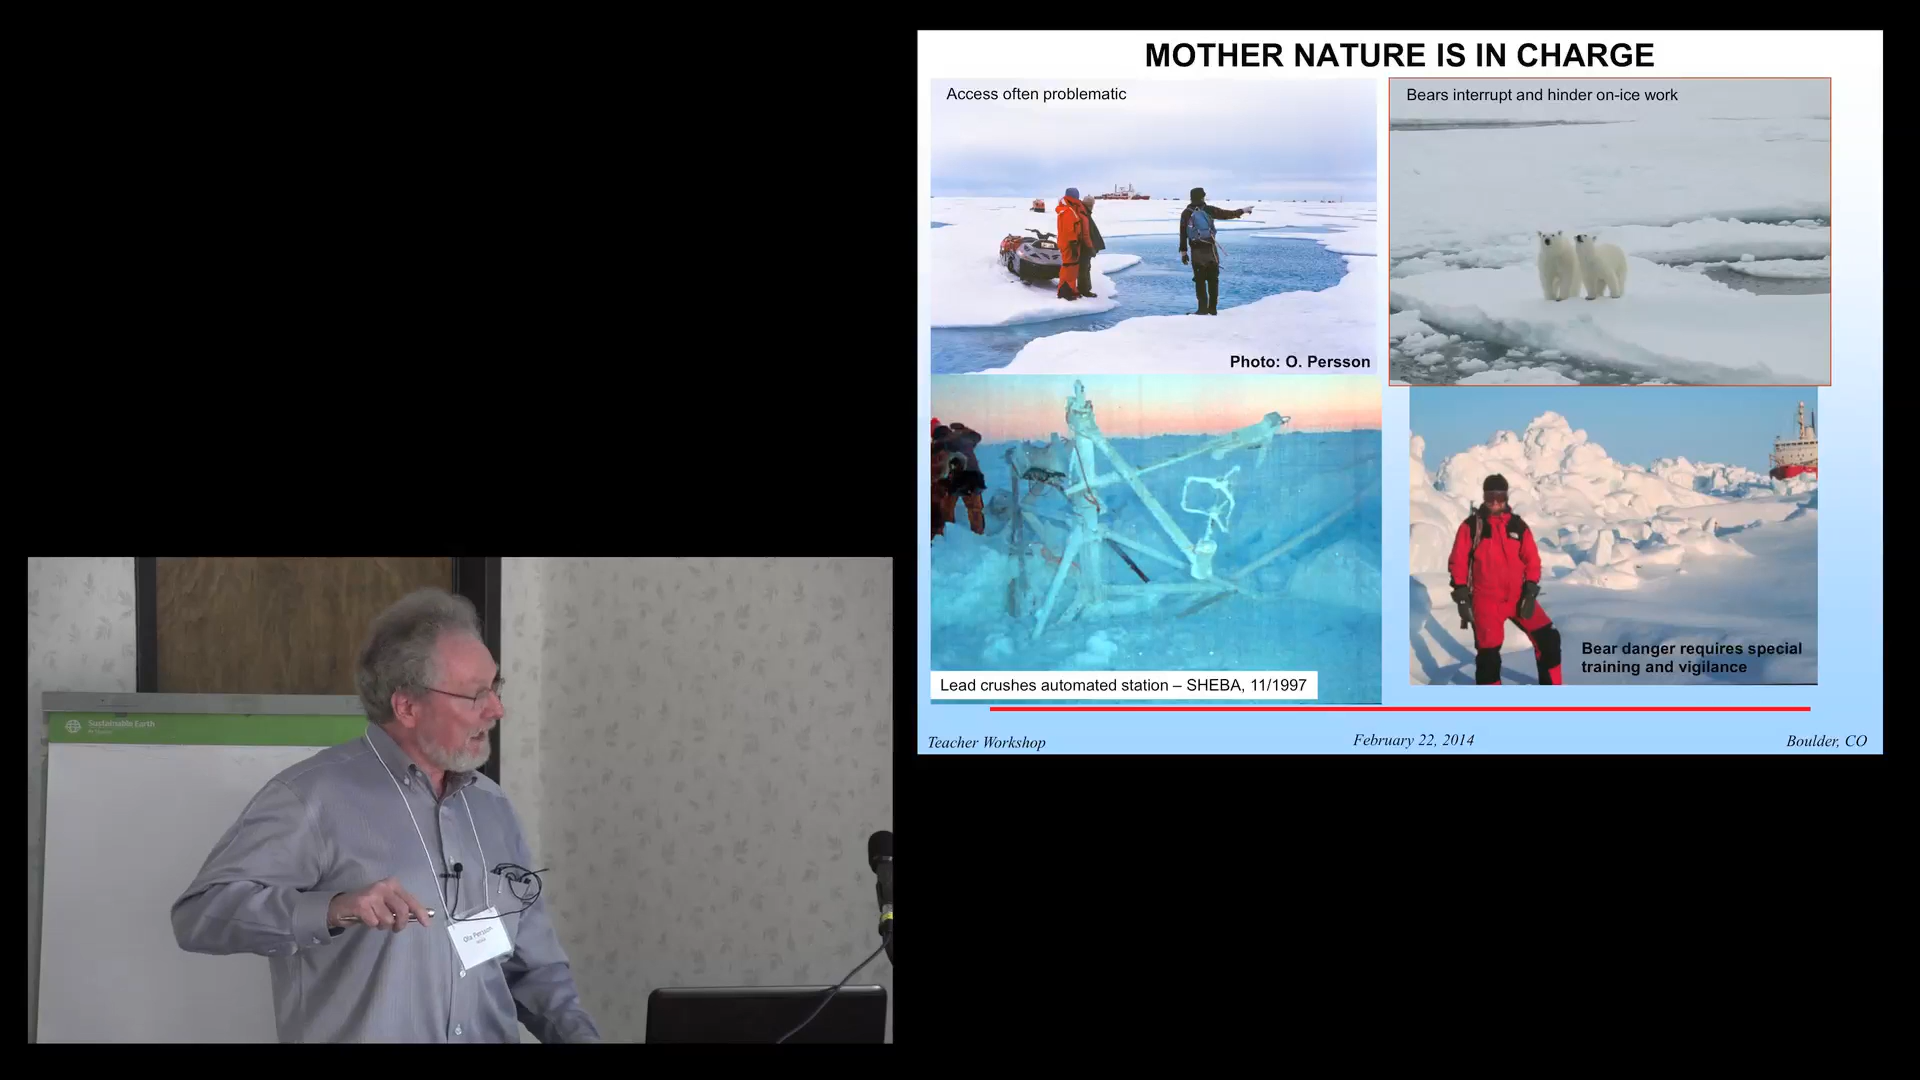 MOTHER NATURE IS IN CHARGE
Access often problematic
Bears interrupt and hinder on-ice work
Photo: O. Persson
Bear danger requires special
training and vigilance
Lead crushes automated station – SHEBA, 11/1997
Teacher Workshop
February 22, 2014
Boulder, CO
Sustainable Earth
Ola Persson